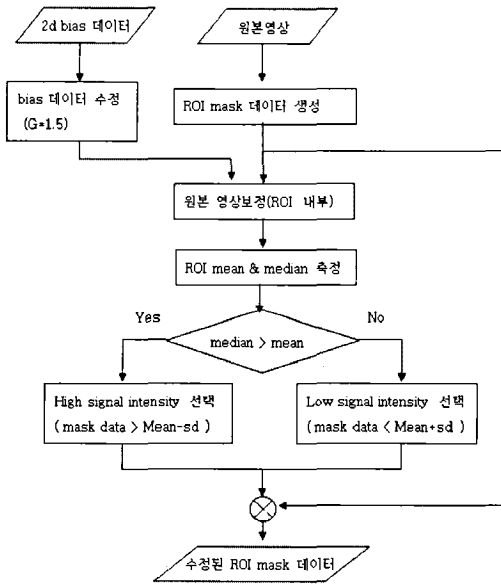 2d bias 데이터
원본영상
bias 데이터 수정
(G*1.5)
ROI mask 데이터 생성
원본 영상보정(ROI 내부)
ROI mean & median 측정
Yes
No
median > mean
High signal intensity 선택
( mask data > Mean-sd )
Low signal intensity 선택
( mask data < Mean+sd )
수정된 ROI mask 데이터